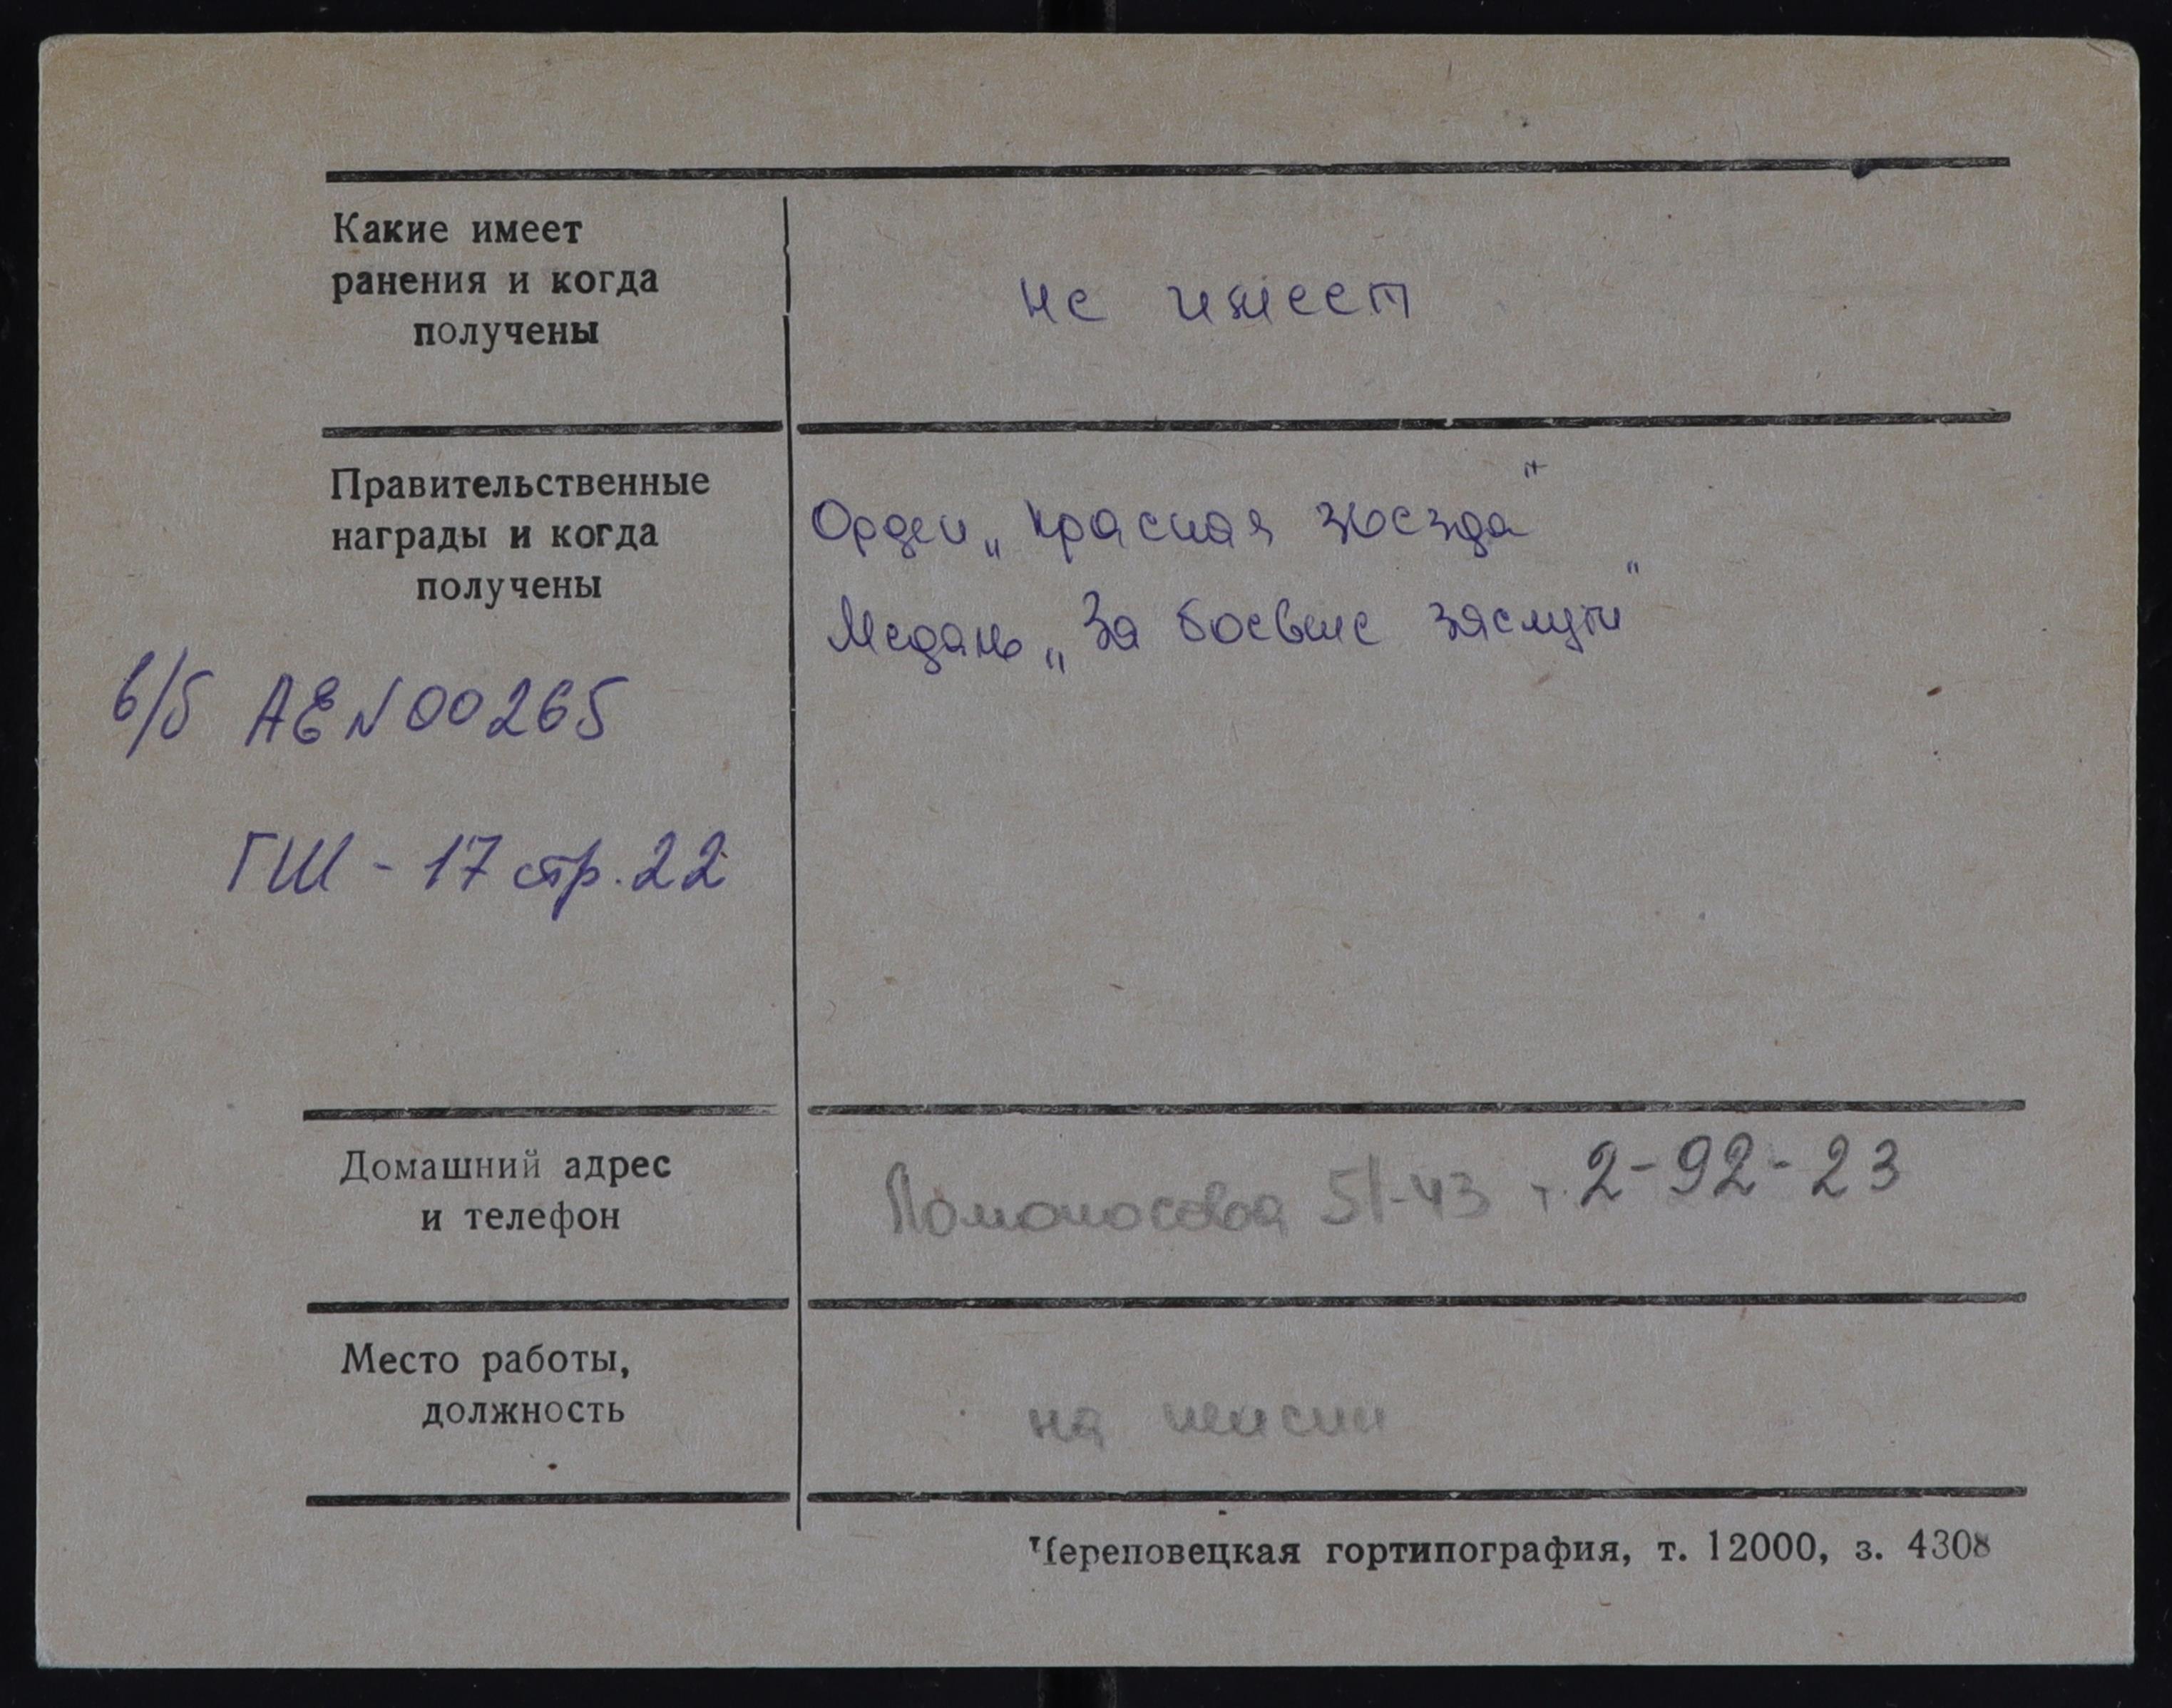 Какие имеет
ранения и когда
получены
не имеет
Правительственные
награды и когда
получены
Орден „Красная звезда"
Медаль „За боевые заслуги"
в/б АЕ N 00265
ГШ - 17 стр. 22
Домашний адрес
и телефон
Ломоносова 51-43 т. 2-92-23
Место работы,
должность
на пенсии
Череповецкая гортипография, т. 12000, з. 4308